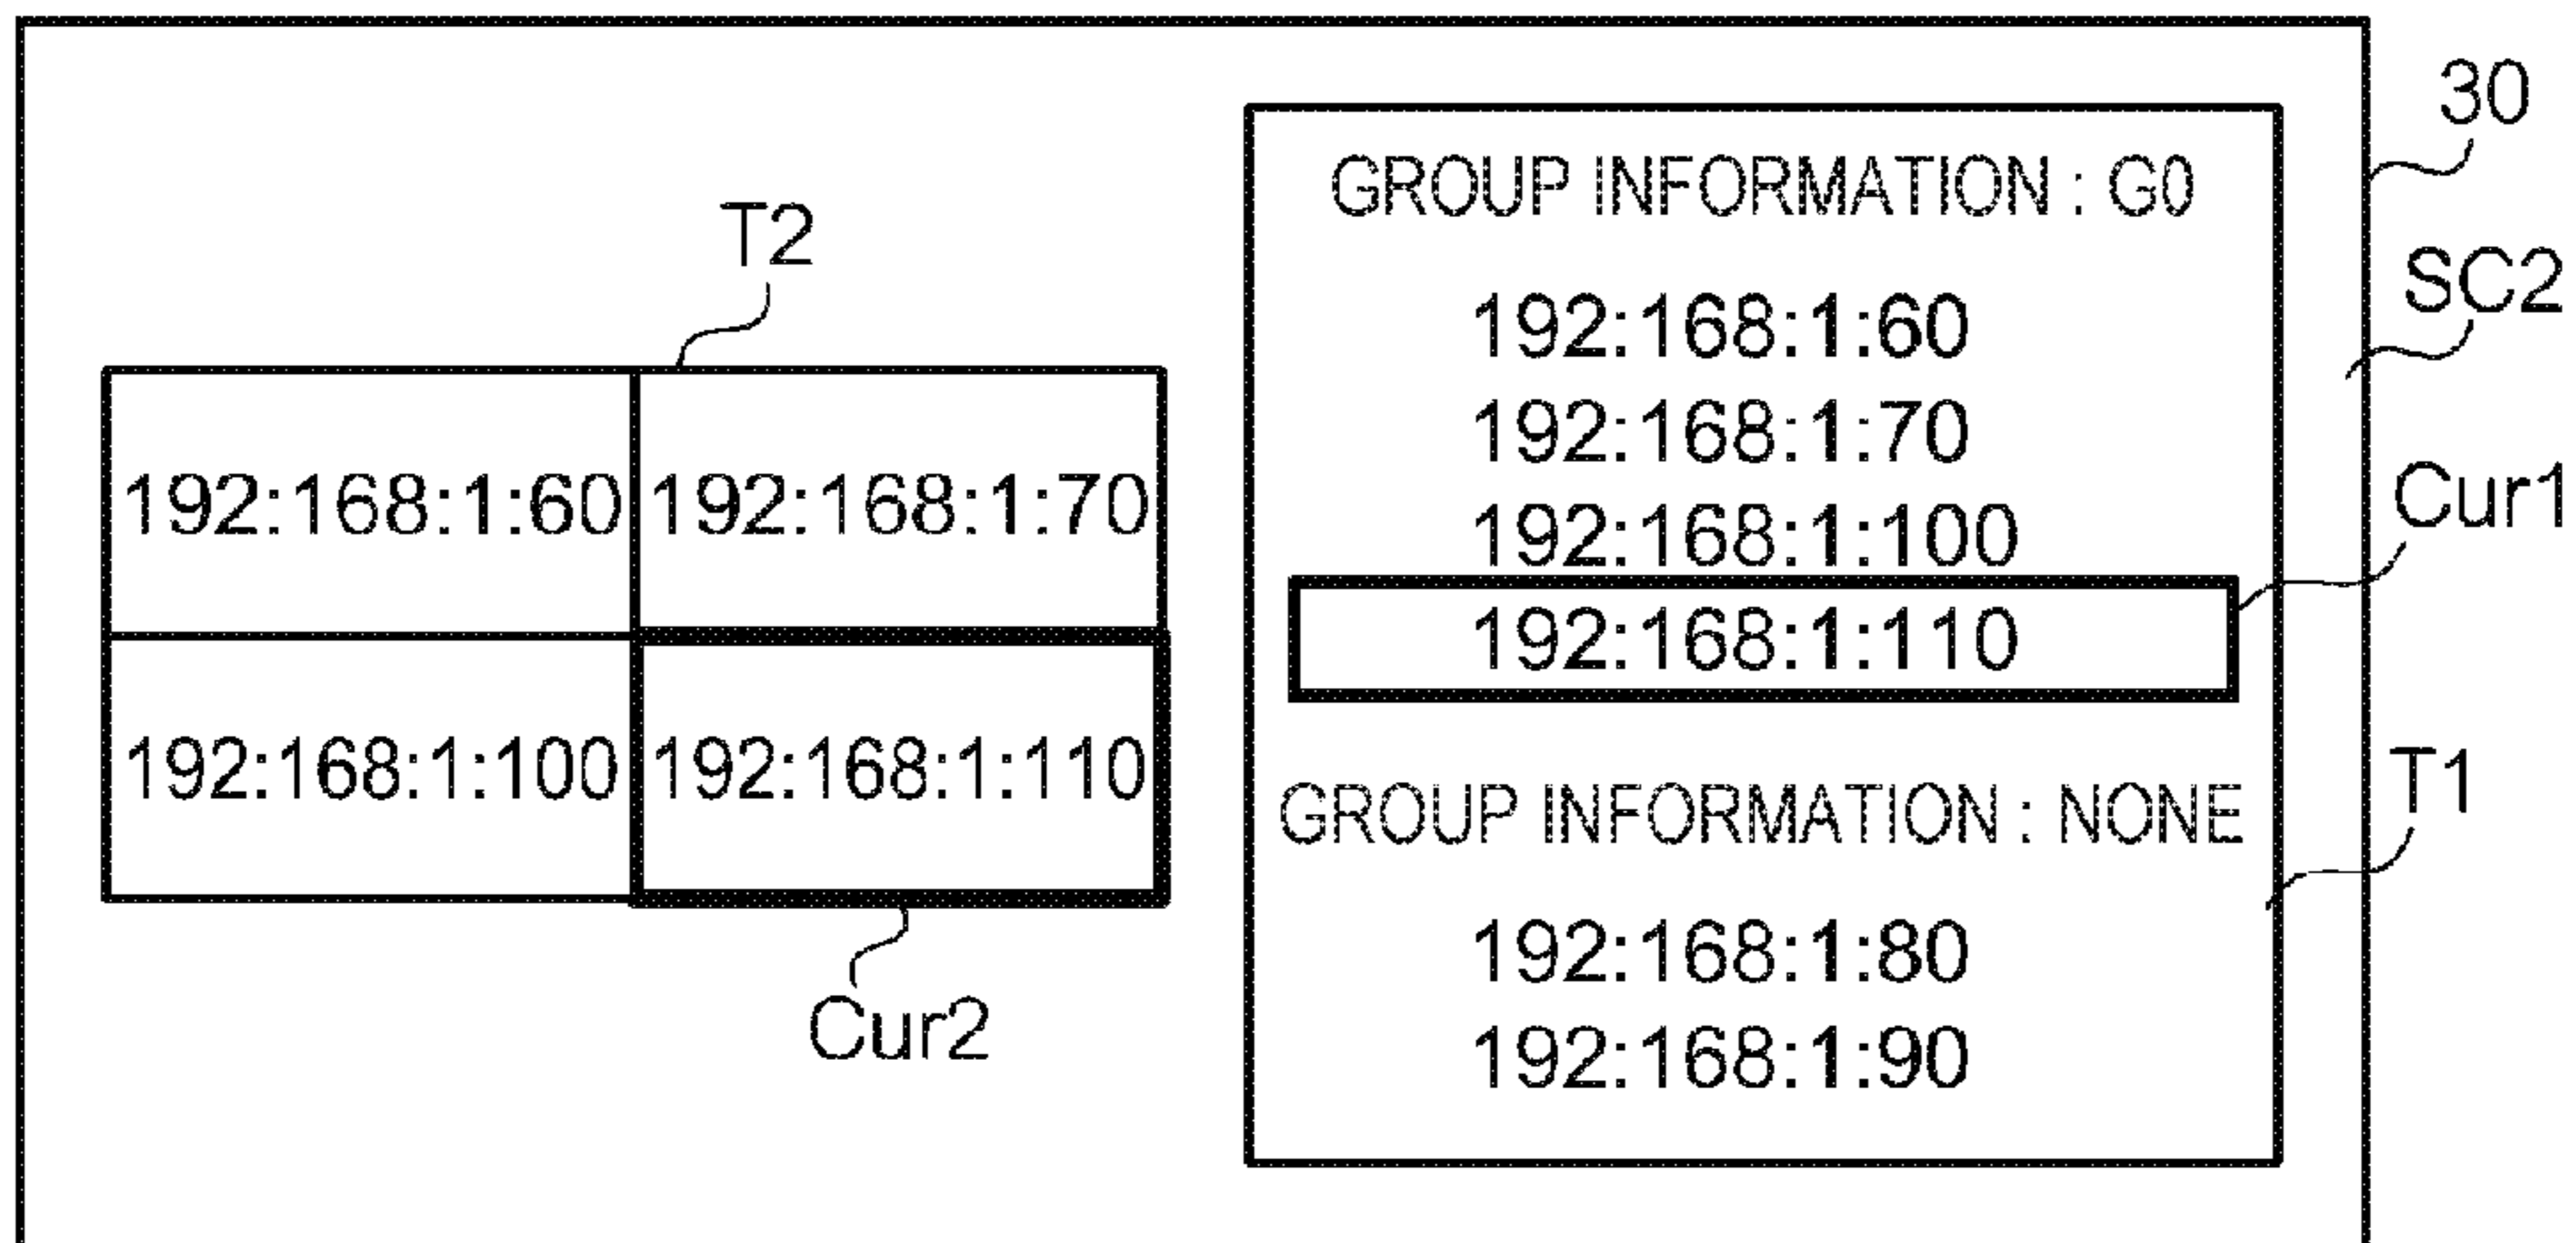 30
GROUP INFORMATION : G0
T2
SC2
192:168:1:60
192:168:1:70
192:168:1:60 192:168:1:70
192:168:1:100
Cur1
192:168:1:110
192:168:1:100 192:168:1:110
T1
GROUP INFORMATION : NONE
192:168:1:80
Cur2
192:168:1:90